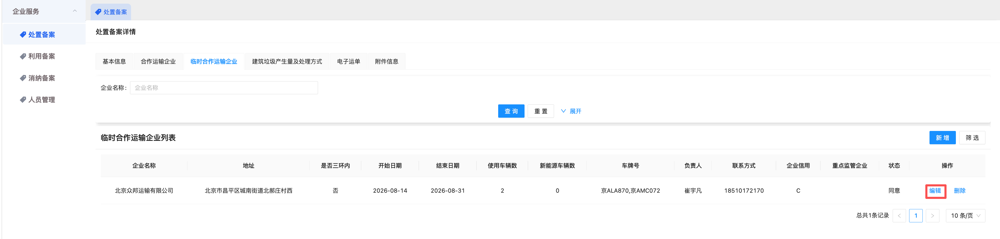 企业服务
处置备案
利用备案
消纳备案
人员管理
处置备案
处置备案详情
基本信息 合作运输企业 临时合作运输企业 建筑垃圾产生量及处理方式 电子运单 附件信息
企业名称: 企业名称
查 询 重 置 展开
临时合作运输企业列表 新 增 筛 选
企业名称 地址 是否三环内 开始日期 结束日期 使用车辆数 新能源车辆数 车牌号 负责人 联系方式 企业信用 重点监管企业 状态 操作
北京众邦运输有限公司 北京市昌平区城南街道北郝庄村西 否 2026-08-14 2026-08-31 2 0 京ALA870,京AMC072 崔宇凡 18510172170 C 同意 编辑 删除
总共1条记录 < 1 > 10 条/页